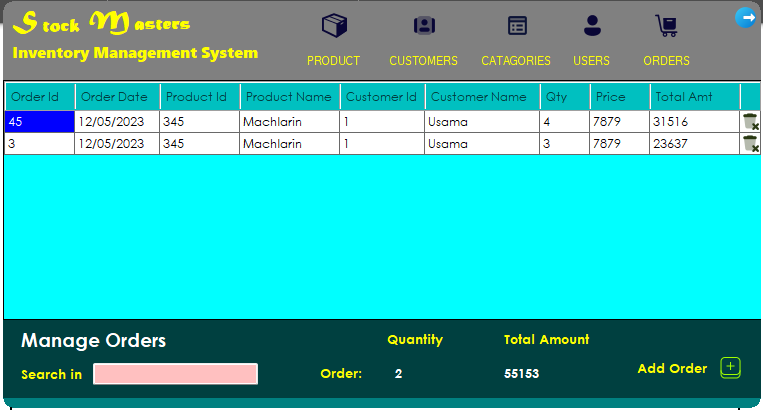 Stock Masters
Inventory Management System
PRODUCT CUSTOMERS CATAGORIES USERS ORDERS
Order Id Order Date Product Id Product Name Customer Id Customer Name Qty Price Total Amt
45 12/05/2023 345 Machlarin 1 Usama 4 7879 31516
3 12/05/2023 345 Machlarin 1 Usama 3 7879 23637
Manage Orders Quantity Total Amount
Search in Order: 2 55153 Add Order